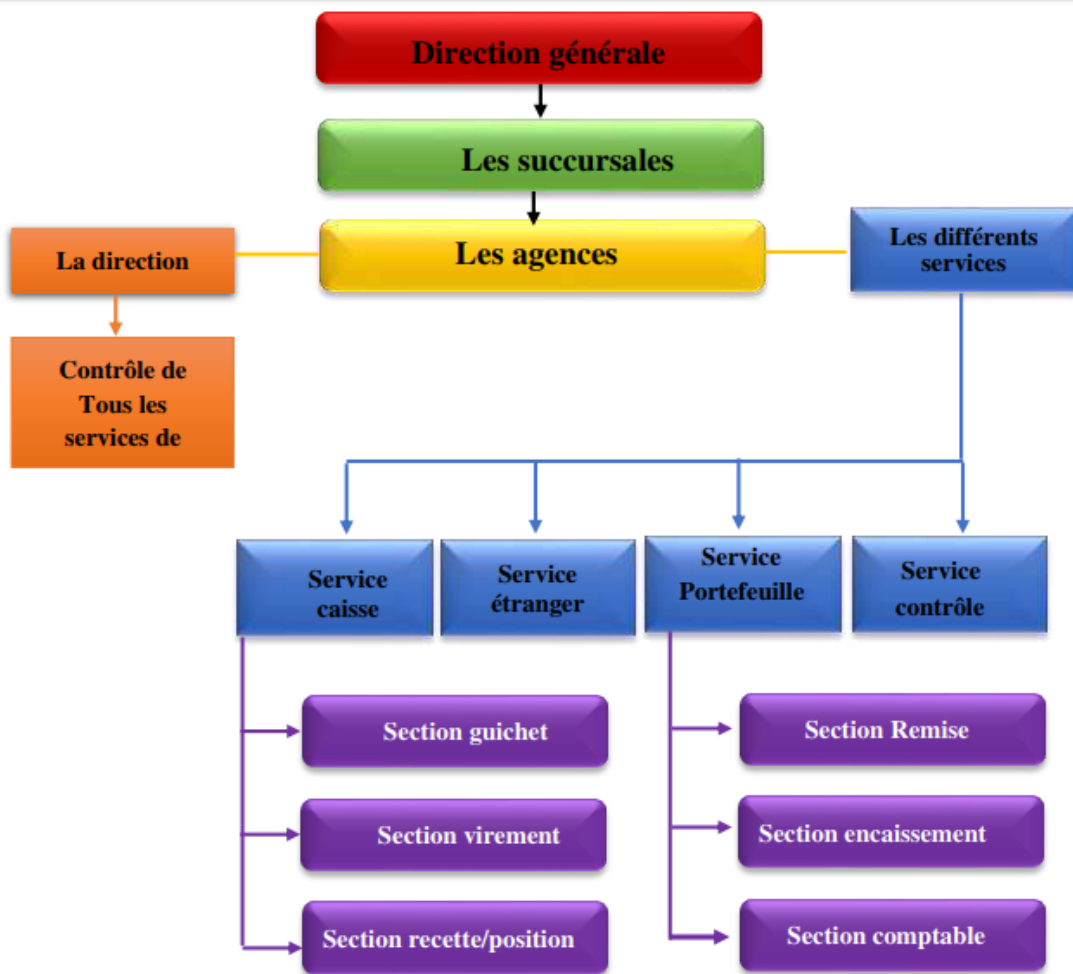 Direction générale
Les succursales
Les agences
La direction
Les différents
services
Contrôle de
Tous les
services de
Service
caisse
Service
étranger
Service
Portefeuille
Service
contrôle
Section guichet
Section virement
Section recette/position
Section Remise
Section encaissement
Section comptable